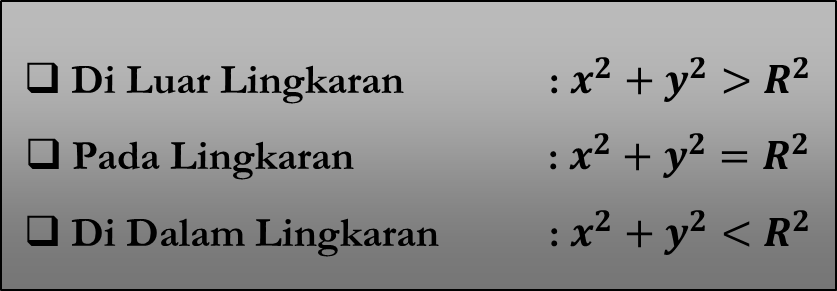 ❑ Di Luar Lingkaran : x² + y² > R²
❑ Pada Lingkaran : x² + y² = R²
❑ Di Dalam Lingkaran : x² + y² < R²